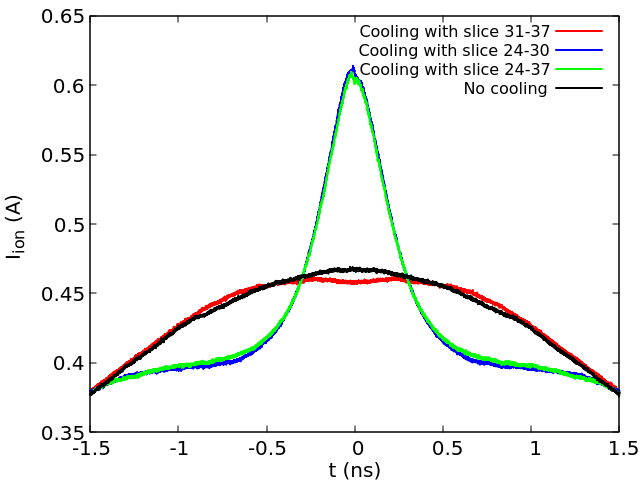 0.65
Cooling with slice 31-37
Cooling with slice 24-30
Cooling with slice 24-37
No cooling
0.6
0.55
0.5
0.45
0.4
0.35
I_ion (A)
-1.5
-1
-0.5
0
0.5
1
1.5
t (ns)